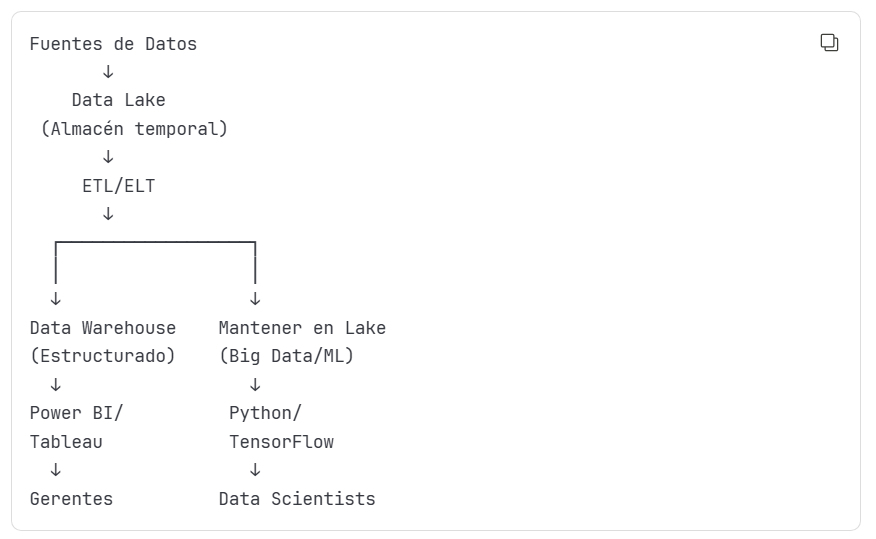 Fuentes de Datos
↓
Data Lake
(Almacén temporal)
↓
ETL/ELT
↓
↓ ↓
Data Warehouse Mantener en Lake
(Estructurado) (Big Data/ML)
↓ ↓
Power BI/ Python/
Tableau TensorFlow
↓ ↓
Gerentes Data Scientists